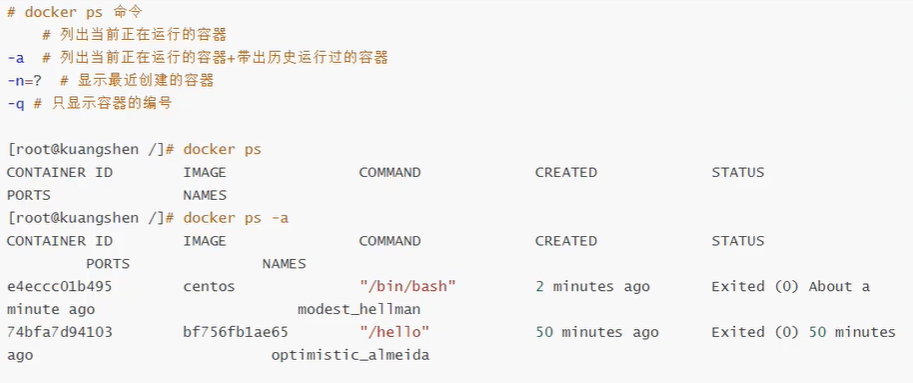 # docker ps 命令
# 列出当前正在运行的容器
-a # 列出当前正在运行的容器+带出历史运行过的容器
-n=? # 显示最近创建的容器
-q # 只显示容器的编号
[root@kuangshen /]# docker ps
CONTAINER ID IMAGE COMMAND CREATED STATUS
PORTS NAMES
[root@kuangshen /]# docker ps -a
CONTAINER ID IMAGE COMMAND CREATED STATUS
PORTS NAMES
e4eccc01b495 centos "/bin/bash" 2 minutes ago Exited (0) About a
minute ago modest_hellman
74bfa7d94103 bf756fb1ae65 "/hello" 50 minutes ago Exited (0) 50 minutes
ago optimistic_almeida